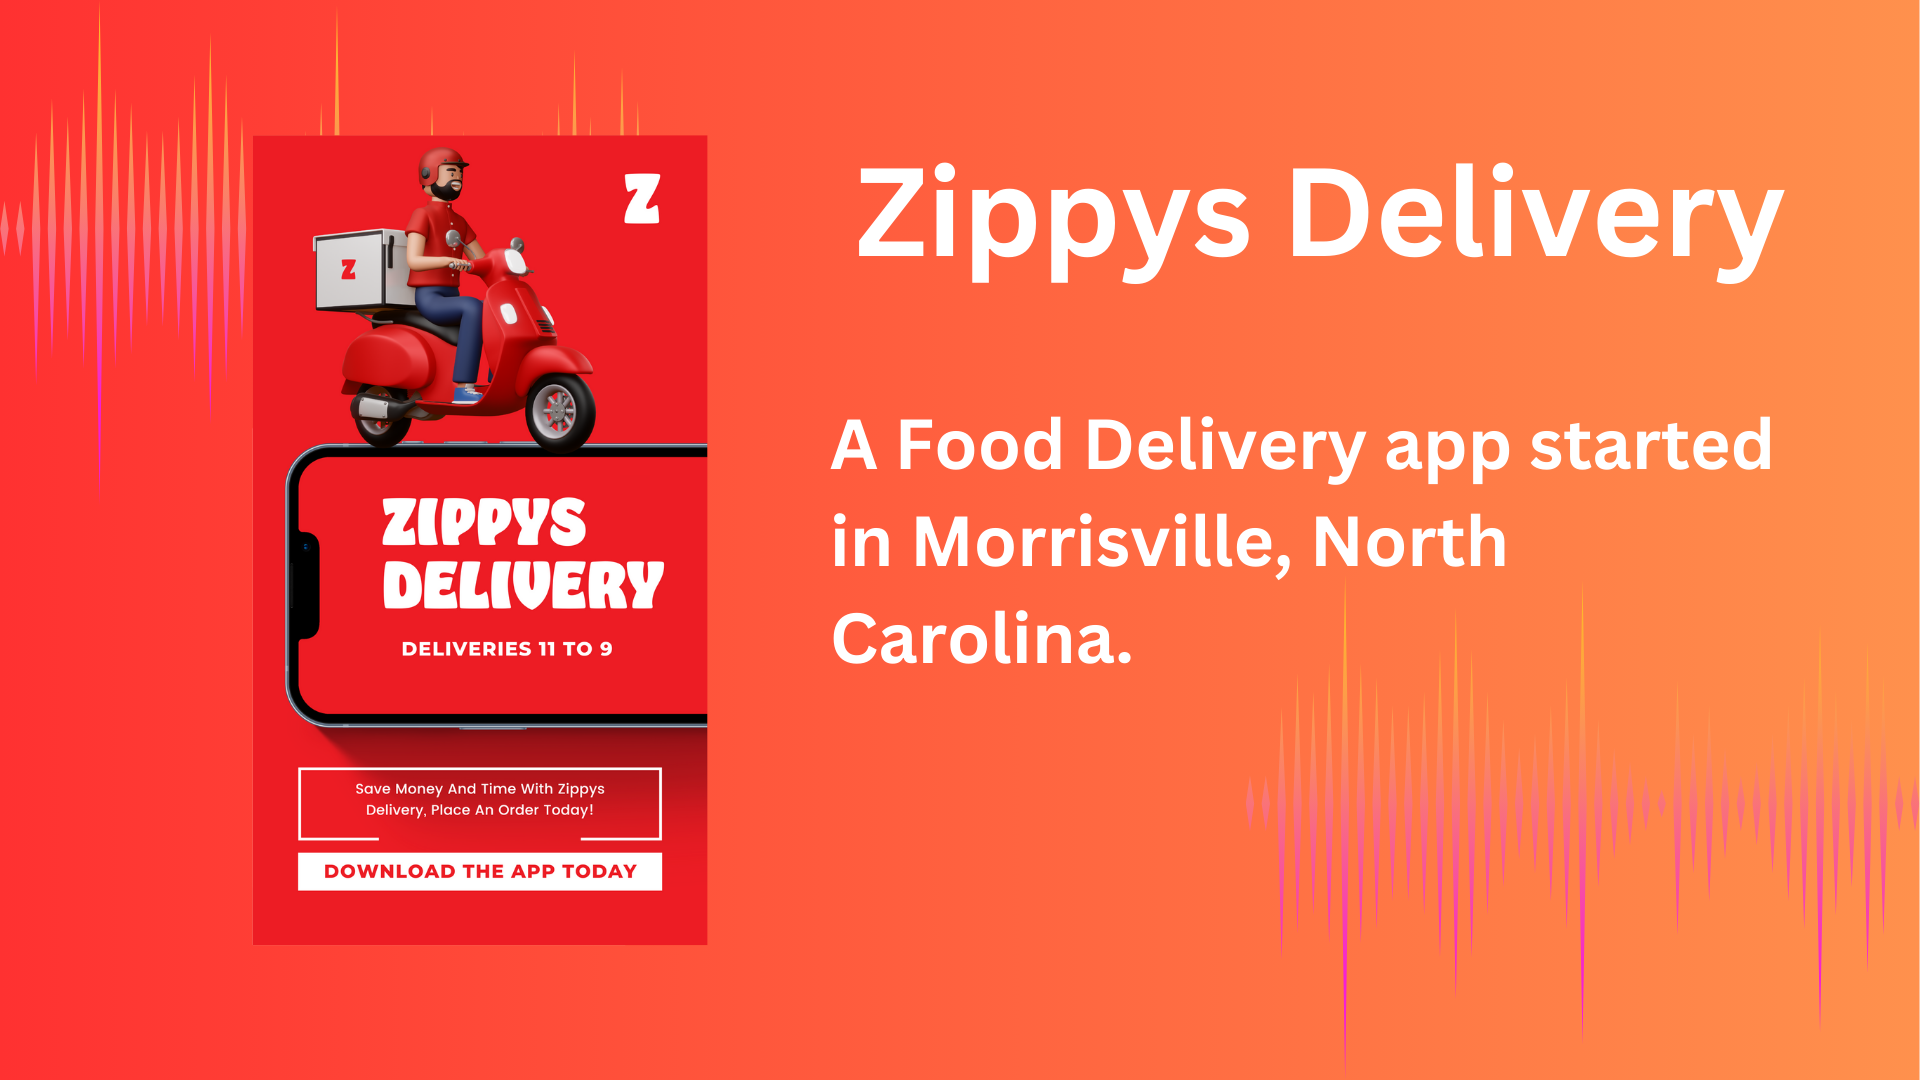 Z
Z
ZIPPYS
DELIVERY
DELIVERIES 11 TO 9
Save Money And Time With Zippys
Delivery, Place An Order Today!
DOWNLOAD THE APP TODAY
Zippys Delivery
A Food Delivery app started
in Morrisville, North
Carolina.